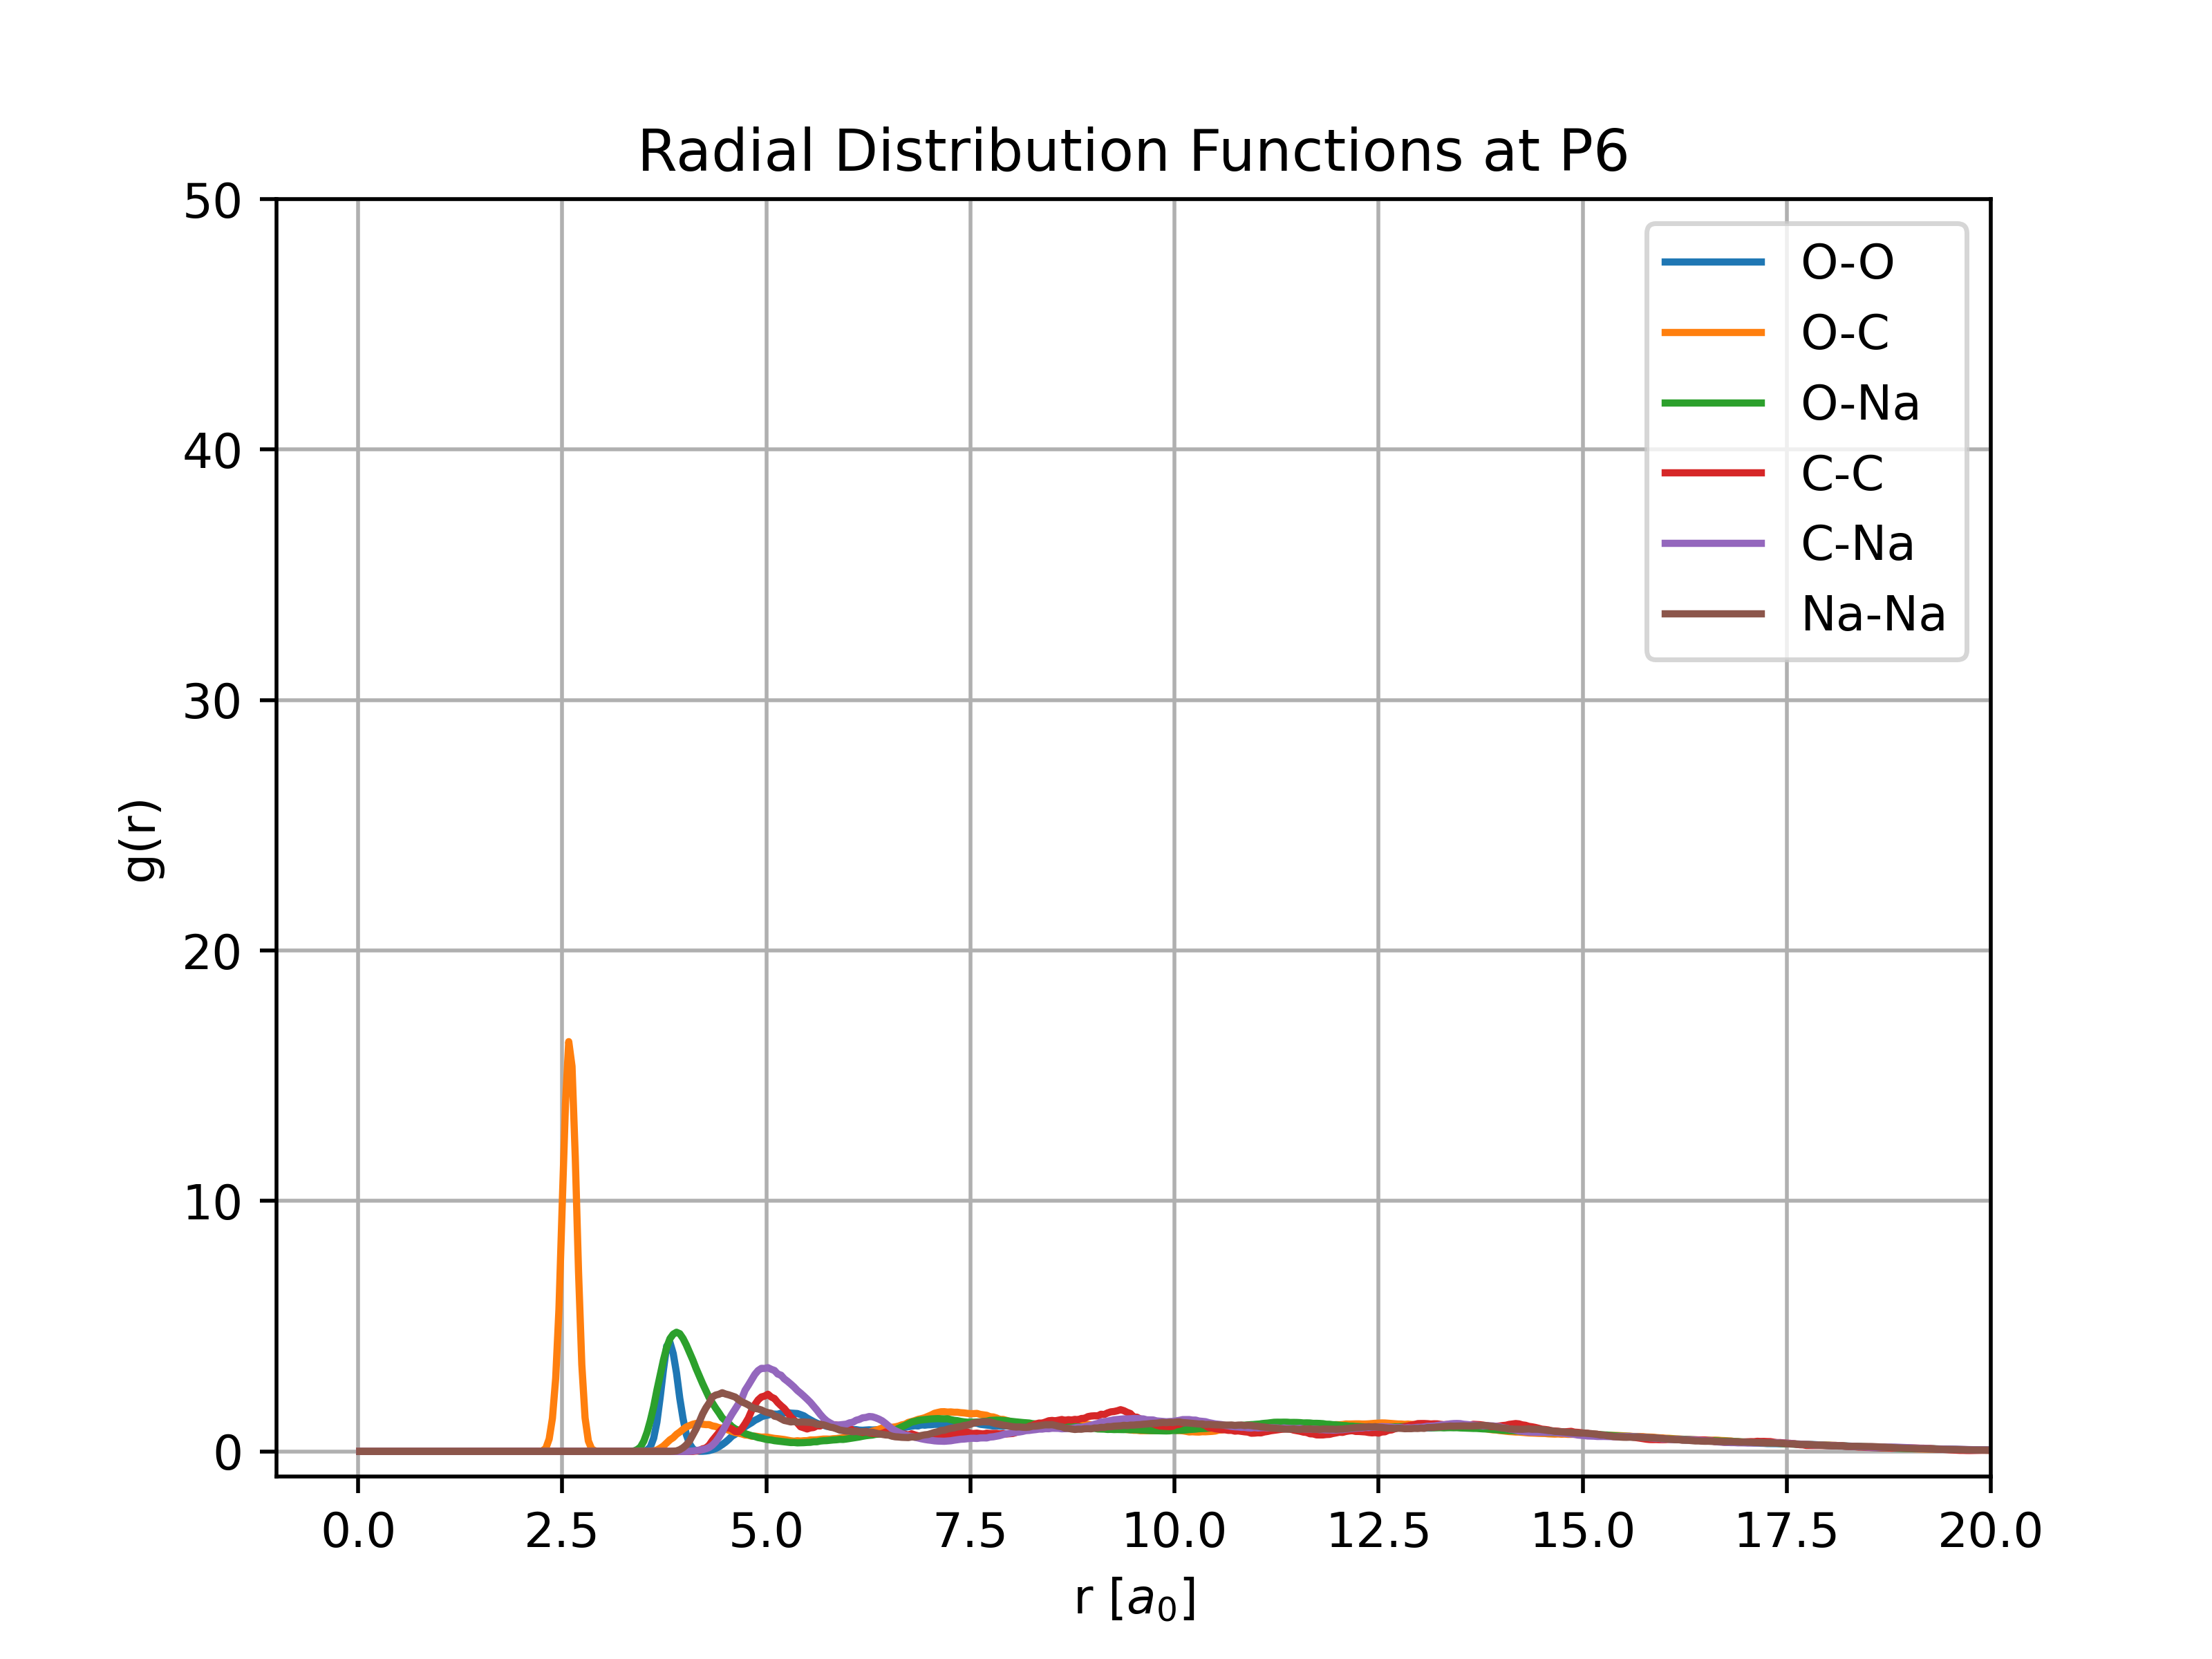 Radial Distribution Functions at P6
50
40
30
20
10
0
g(r)
O-O
O-C
O-Na
C-C
C-Na
Na-Na
0.0 2.5 5.0 7.5 10.0 12.5 15.0 17.5 20.0
r [a₀]